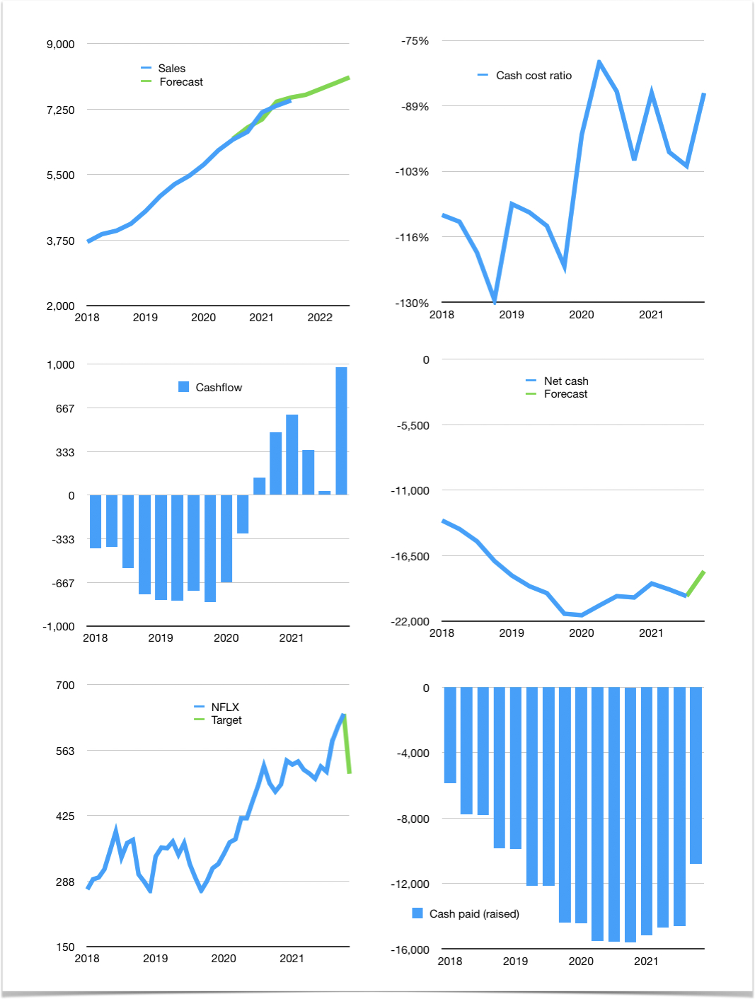 9,000
Sales
Forecast
7,250
5,500
3,750
2,000
2018 2019 2020 2021 2022
-75%
Cash cost ratio
-89%
-103%
-116%
-130%
2018 2019 2020 2021
1,000
Cashflow
667
333
0
-333
-667
-1,000
2018 2019 2020 2021
0
Net cash
Forecast
-5,500
-11,000
-16,500
-22,000
2018 2019 2020 2021
700
NFLX
Target
563
425
288
150
2018 2019 2020 2021
0
-4,000
-8,000
-12,000
Cash paid (raised)
-16,000
2018 2019 2020 2021